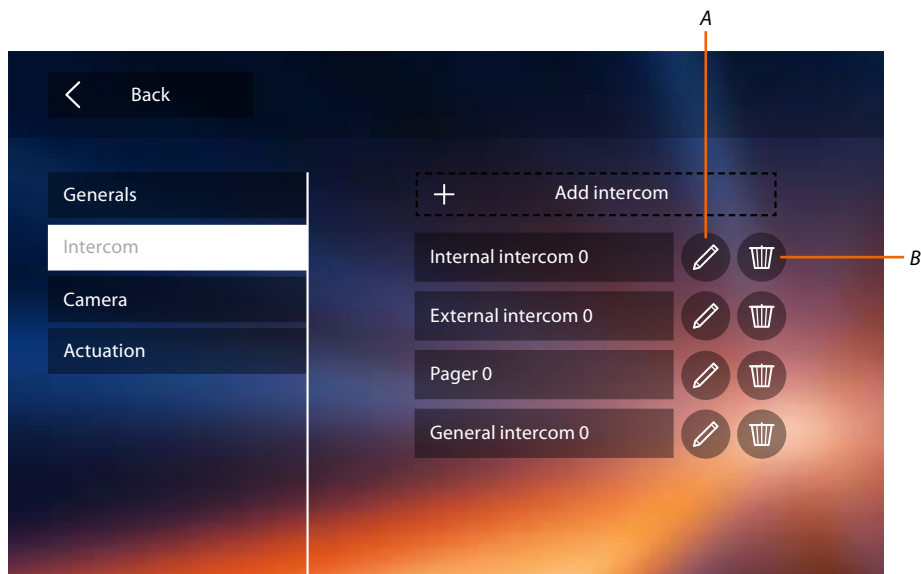 A
Back
Generals
Add intercom
Intercom
Internal intercom 0
B
Camera
External intercom 0
Actuation
Pager 0
General intercom 0